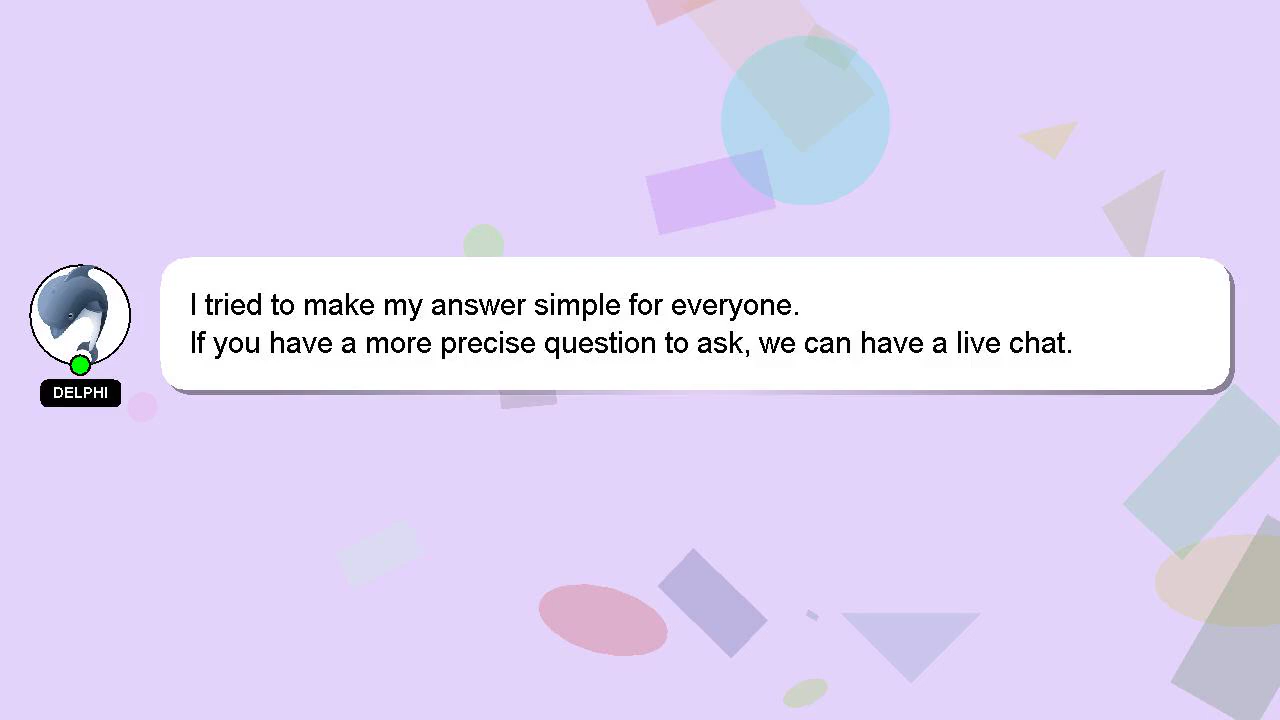 I tried to make my answer simple for everyone.
If you have a more precise question to ask, we can have a live chat.
DELPHI